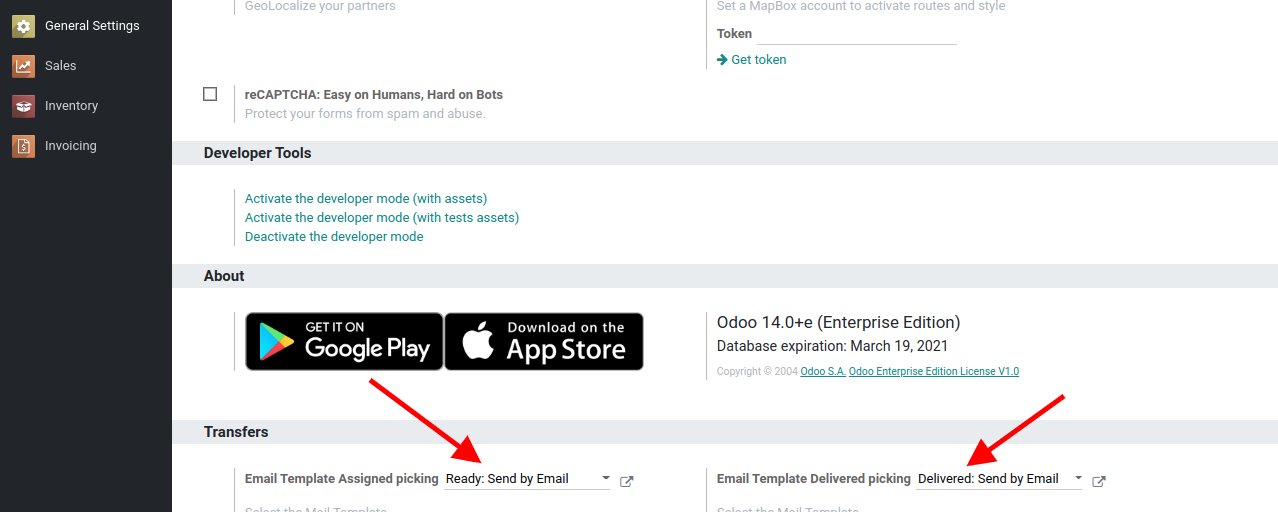 General Settings
Sales
Inventory
Invoicing
GeoLocalize your partners
Set a MapBox account to activate routes and style
Token
Get token
reCAPTCHA: Easy on Humans, Hard on Bots
Protect your forms from spam and abuse.
Developer Tools
Activate the developer mode (with assets)
Activate the developer mode (with tests assets)
Deactivate the developer mode
About
GET IT ON
Google Play
Download on the
App Store
Odoo 14.0+e (Enterprise Edition)
Database expiration: March 19, 2021
Copyright © 2004 Odoo S.A. Odoo Enterprise Edition License V1.0
Transfers
Email Template Assigned picking Ready: Send by Email
Email Template Delivered picking Delivered: Send by Email
Select the Mail Template
Select the Mail Template